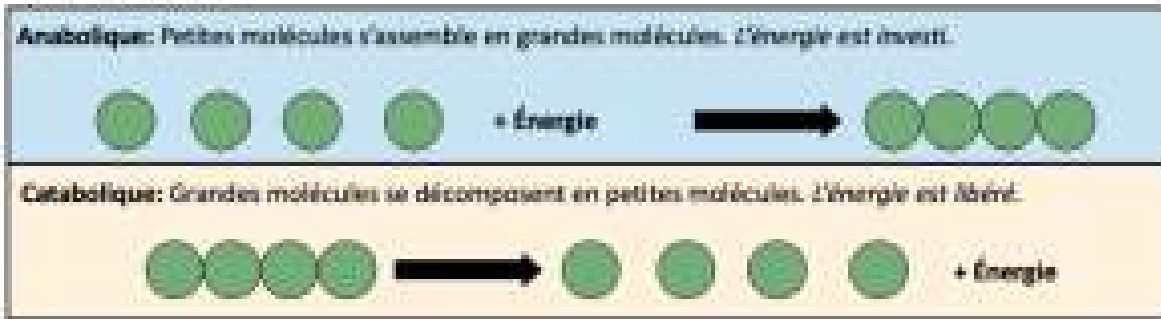 Anabolique: Petites molécules s'assemble en grandes molécules. L'énergie est investi.
+ Énergie
Catabolique: Grandes molécules se décomposent en petites molécules. L'énergie est libéré.
+ Énergie